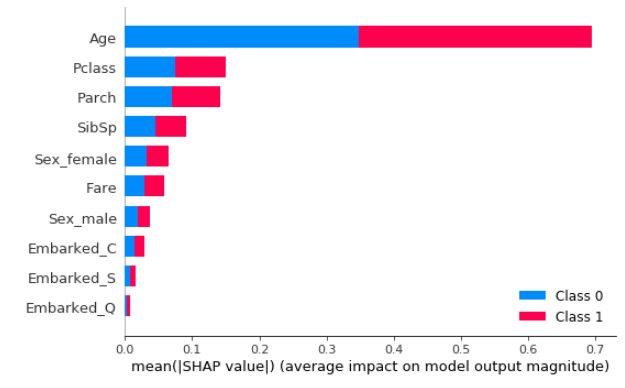 Age
Pclass
Parch
SibSp
Sex_female
Fare
Sex_male
Embarked_C
Embarked_S
Embarked_Q
Class 0
Class 1
0.0 0.1 0.2 0.3 0.4 0.5 0.6 0.7
mean(|SHAP value|) (average impact on model output magnitude)